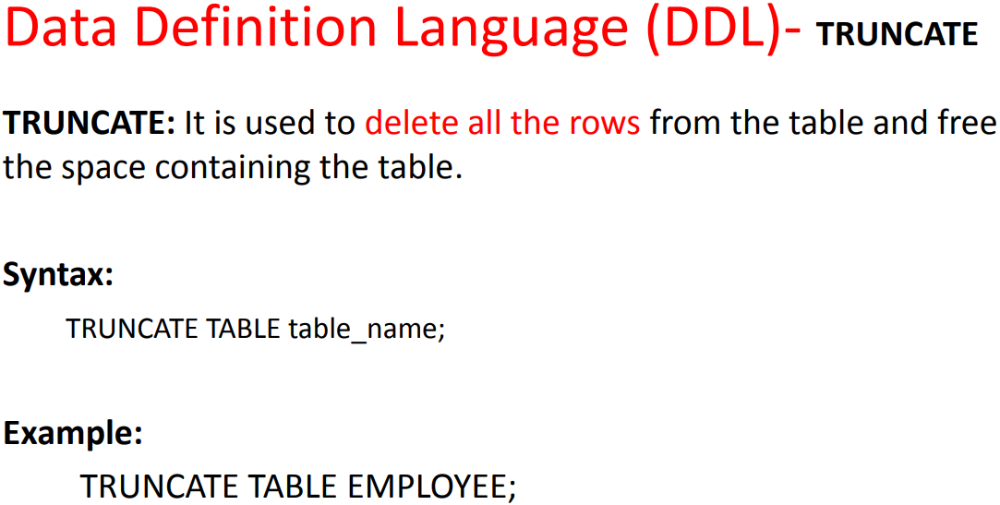 Data Definition Language (DDL)- TRUNCATE
TRUNCATE: It is used to delete all the rows from the table and free
the space containing the table.
Syntax:
TRUNCATE TABLE table_name;
Example:
TRUNCATE TABLE EMPLOYEE;